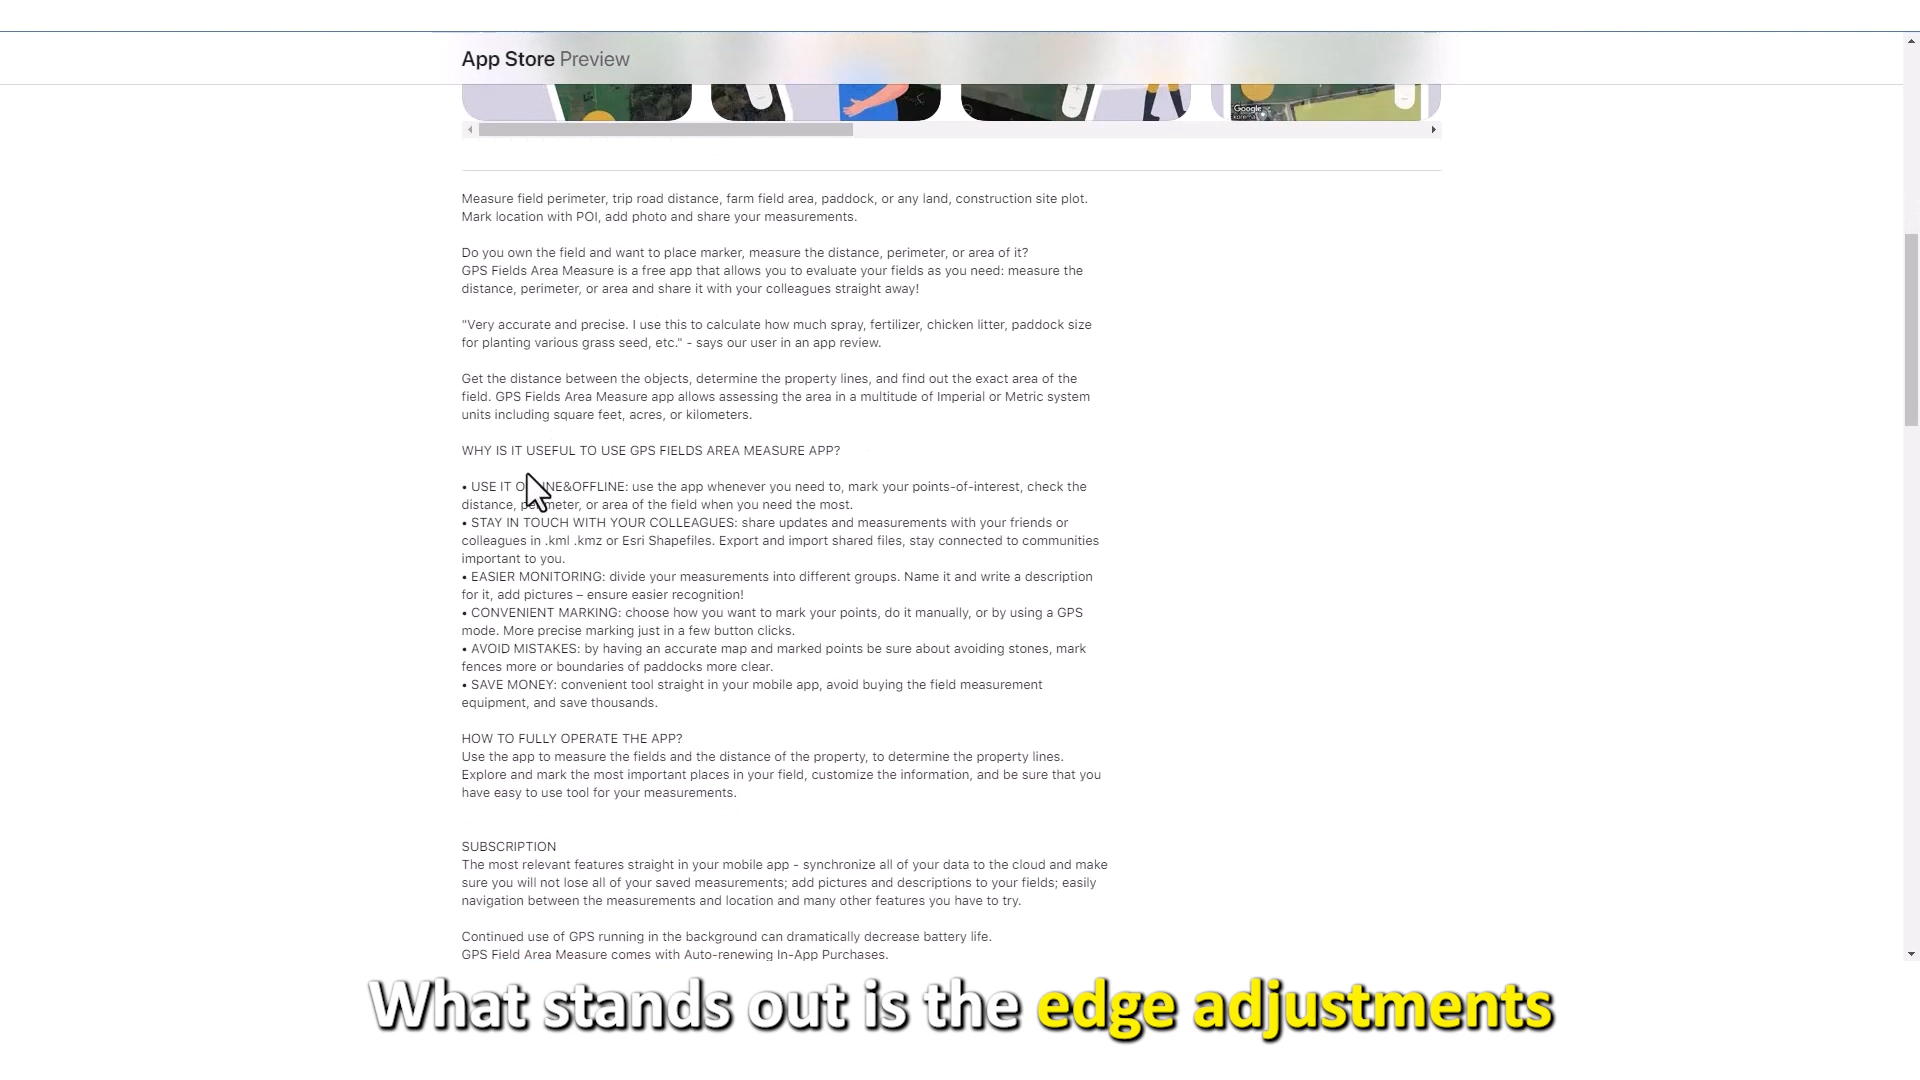 App Store Preview
Google
Measure field perimeter, trip road distance, farm field area, paddock, or any land, construction site plot.
Mark location with POI, add photo and share your measurements.
Do you own the field and want to place marker, measure the distance, perimeter, or area of it?
GPS Fields Area Measure is a free app that allows you to evaluate your fields as you need: measure the
distance, perimeter, or area and share it with your colleagues straight away!
"Very accurate and precise. I use this to calculate how much spray, fertilizer, chicken litter, paddock size
for planting various grass seed, etc." - says our user in an app review.
Get the distance between the objects, determine the property lines, and find out the exact area of the
field. GPS Fields Area Measure app allows assessing the area in a multitude of Imperial or Metric system
units including square feet, acres, or kilometers.
WHY IS IT USEFUL TO USE GPS FIELDS AREA MEASURE APP?
• USE IT &OFFLINE: use the app whenever you need to, mark your points-of-interest, check the
distance, or area of the field when you need the most.
• STAY IN TOUCH WITH YOUR COLLEAGUES: share updates and measurements with your friends or
colleagues in .kml .kmz or Esri Shapefiles. Export and import shared files, stay connected to communities
important to you.
• EASIER MONITORING: divide your measurements into different groups. Name it and write a description
for it, add pictures – ensure easier recognition!
• CONVENIENT MARKING: choose how you want to mark your points, do it manually, or by using a GPS
mode. More precise marking just in a few button clicks.
• AVOID MISTAKES: by having an accurate map and marked points be sure about avoiding stones, mark
fences more or boundaries of paddocks more clear.
• SAVE MONEY: convenient tool straight in your mobile app, avoid buying the field measurement
equipment, and save thousands.
HOW TO FULLY OPERATE THE APP?
Use the app to measure the fields and the distance of the property, to determine the property lines.
Explore and mark the most important places in your field, customize the information, and be sure that you
have easy to use tool for your measurements.
SUBSCRIPTION
The most relevant features straight in your mobile app - synchronize all of your data to the cloud and make
sure you will not lose all of your saved measurements; add pictures and descriptions to your fields; easily
navigation between the measurements and location and many other features you have to try.
Continued use of GPS running in the background can dramatically decrease battery life.
GPS Field Area Measure comes with Auto-renewing In-App Purchases.
What stands out is the edge adjustments